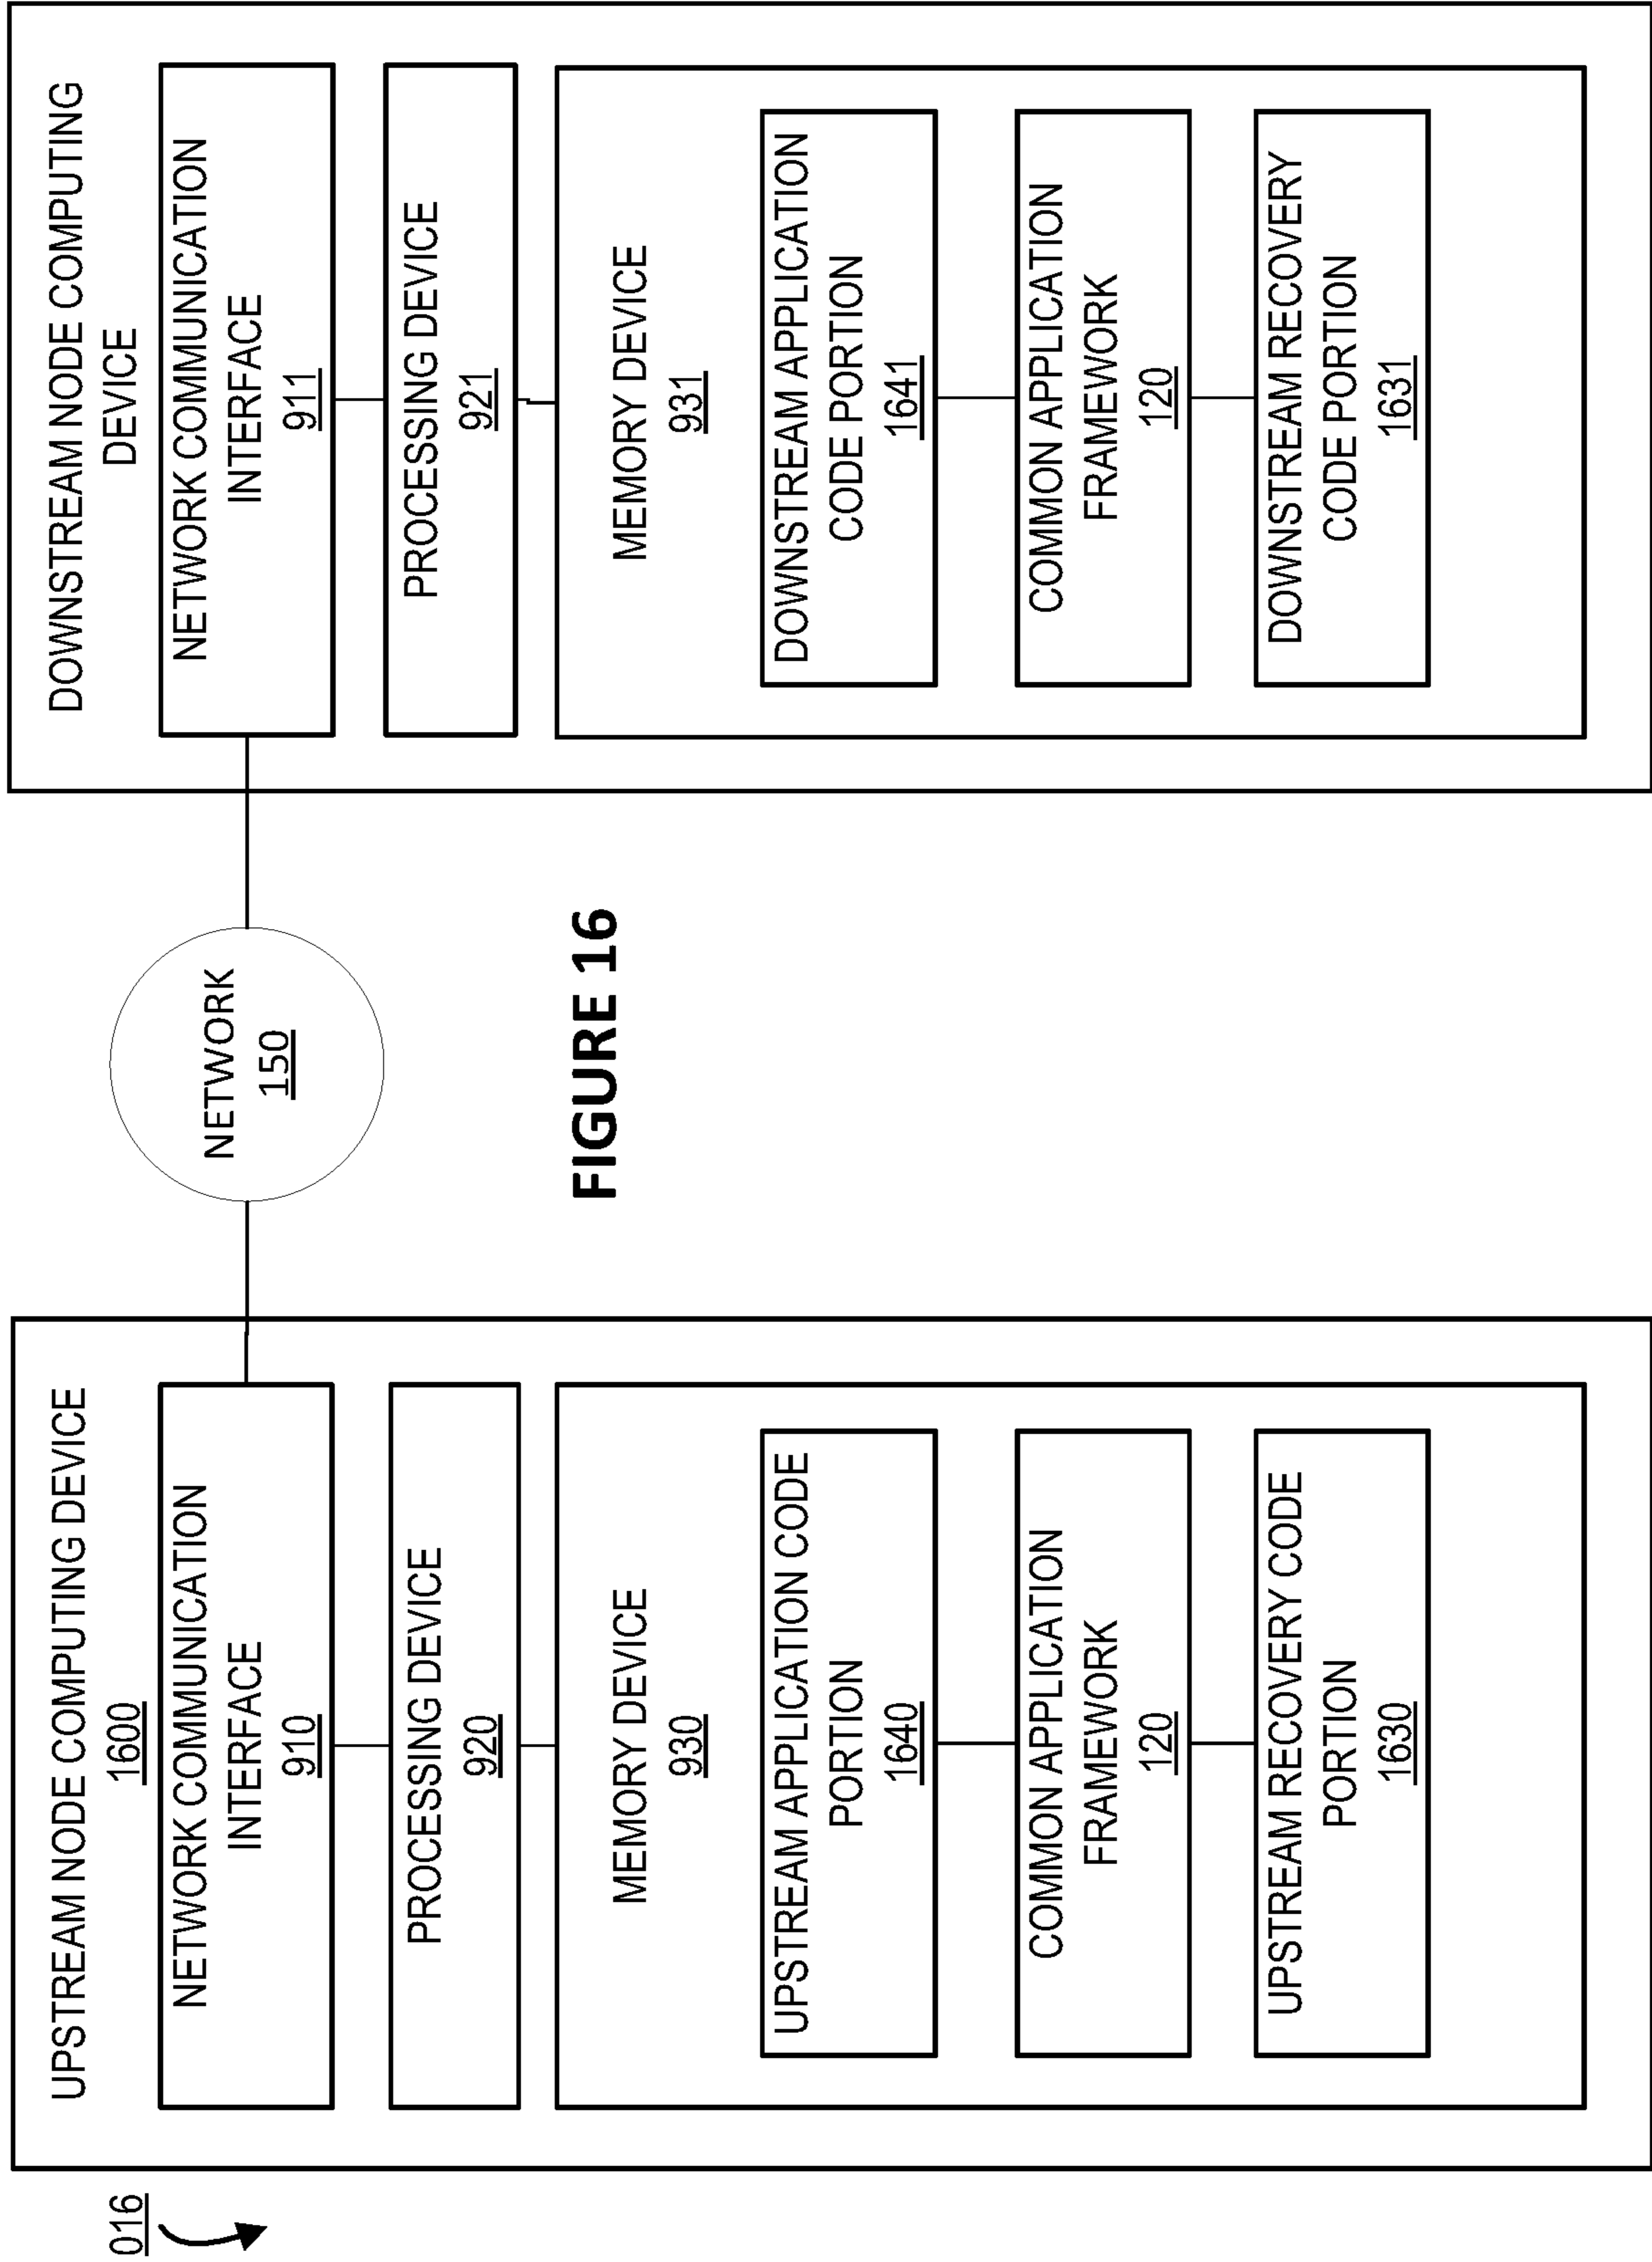 016
UPSTREAM NODE COMPUTING DEVICE
1600
NETWORK COMMUNICATION
INTERFACE
910
PROCESSING DEVICE
920
MEMORY DEVICE
930
UPSTREAM APPLICATION CODE
PORTION
1640
COMMON APPLICATION
FRAMEWORK
120
UPSTREAM RECOVERY CODE
PORTION
1630
NETWORK
150
DOWNSTREAM NODE COMPUTING
DEVICE
NETWORK COMMUNICATION
INTERFACE
911
PROCESSING DEVICE
921
MEMORY DEVICE
931
DOWNSTREAM APPLICATION
CODE PORTION
1641
COMMON APPLICATION
FRAMEWORK
120
DOWNSTREAM RECOVERY
CODE PORTION
1631
FIGURE 16